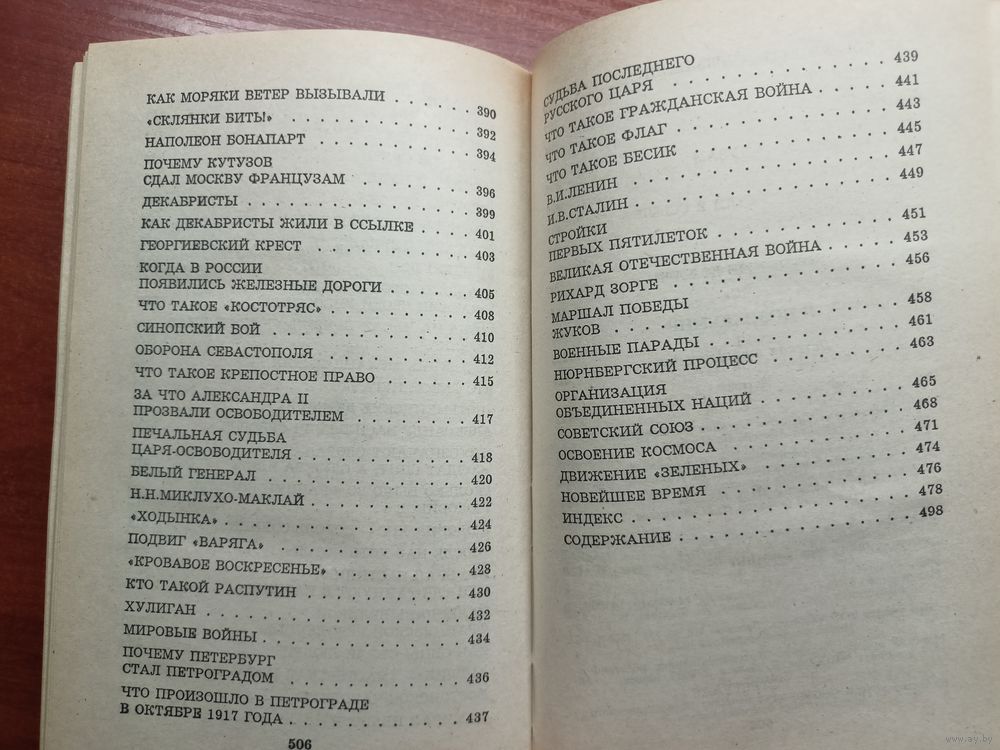 КАК МОРЯКИ ВЕТЕР ВЫЗЫВАЛИ . . . . . . 390
«СКЛЯНКИ БИТЫ» . . . . . . . . . . . . 392
НАПОЛЕОН БОНАПАРТ . . . . . . . . . . 394
ПОЧЕМУ КУТУЗОВ
СДАЛ МОСКВУ ФРАНЦУЗАМ . . . . . . . . 396
ДЕКАБРИСТЫ . . . . . . . . . . . . . . 399
КАК ДЕКАБРИСТЫ ЖИЛИ В ССЫЛКЕ . . . . 401
ГЕОРГИЕВСКИЙ КРЕСТ . . . . . . . . . . 403
КОГДА В РОССИИ
ПОЯВИЛИСЬ ЖЕЛЕЗНЫЕ ДОРОГИ . . . . . . 405
ЧТО ТАКОЕ «КОСТОТРЯС» . . . . . . . . . 408
СИНОПСКИЙ БОЙ . . . . . . . . . . . . . 410
ОБОРОНА СЕВАСТОПОЛЯ . . . . . . . . . . 412
ЧТО ТАКОЕ КРЕПОСТНОЕ ПРАВО . . . . . . 415
ЗА ЧТО АЛЕКСАНДРА II
ПРОЗВАЛИ ОСВОБОДИТЕЛЕМ . . . . . . . . 417
ПЕЧАЛЬНАЯ СУДЬБА
ЦАРЯ-ОСВОБОДИТЕЛЯ . . . . . . . . . . . 418
БЕЛЫЙ ГЕНЕРАЛ . . . . . . . . . . . . . 420
Н.Н.МИКЛУХО-МАКЛАЙ . . . . . . . . . . 422
«ХОДЫНКА» . . . . . . . . . . . . . . . 424
ПОДВИГ «ВАРЯГА» . . . . . . . . . . . . 426
«КРОВАВОЕ ВОСКРЕСЕНЬЕ» . . . . . . . . 428
КТО ТАКОЙ РАСПУТИН . . . . . . . . . . 430
ХУЛИГАН . . . . . . . . . . . . . . . . 432
МИРОВЫЕ ВОЙНЫ . . . . . . . . . . . . . 434
ПОЧЕМУ ПЕТЕРБУРГ
СТАЛ ПЕТРОГРАДОМ . . . . . . . . . . . 436
ЧТО ПРОИЗОШЛО В ПЕТРОГРАДЕ
В ОКТЯБРЕ 1917 ГОДА . . . . . . . . . . 437
506
СУДЬБА ПОСЛЕДНЕГО
РУССКОГО ЦАРЯ . . . . . . . . . . . . . 439
ЧТО ТАКОЕ ГРАЖДАНСКАЯ ВОЙНА . . . . . 441
ЧТО ТАКОЕ ФЛАГ . . . . . . . . . . . . 443
ЧТО ТАКОЕ БЕСИК . . . . . . . . . . . . 445
В.И.ЛЕНИН . . . . . . . . . . . . . . . 447
И.В.СТАЛИН . . . . . . . . . . . . . . 449
СТРОЙКИ
ПЕРВЫХ ПЯТИЛЕТОК . . . . . . . . . . . 451
ВЕЛИКАЯ ОТЕЧЕСТВЕННАЯ ВОЙНА . . . . . 453
РИХАРД ЗОРГЕ . . . . . . . . . . . . . 456
МАРШАЛ ПОБЕДЫ
ЖУКОВ . . . . . . . . . . . . . . . . . 458
ВОЕННЫЕ ПАРАДЫ . . . . . . . . . . . . 461
НЮРНБЕРГСКИЙ ПРОЦЕСС . . . . . . . . . 463
ОРГАНИЗАЦИЯ
ОБЪЕДИНЕННЫХ НАЦИЙ . . . . . . . . . . 465
СОВЕТСКИЙ СОЮЗ . . . . . . . . . . . . 468
ОСВОЕНИЕ КОСМОСА . . . . . . . . . . . 471
ДВИЖЕНИЕ «ЗЕЛЕНЫХ» . . . . . . . . . . 474
НОВЕЙШЕЕ ВРЕМЯ . . . . . . . . . . . . 476
ИНДЕКС . . . . . . . . . . . . . . . . 478
СОДЕРЖАНИЕ . . . . . . . . . . . . . . 498
www.ay.by